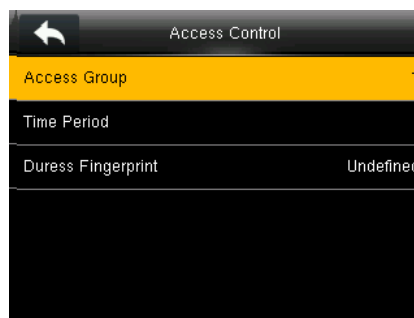 Access Control
Access Group
Time Period
Duress Fingerprint Undefined